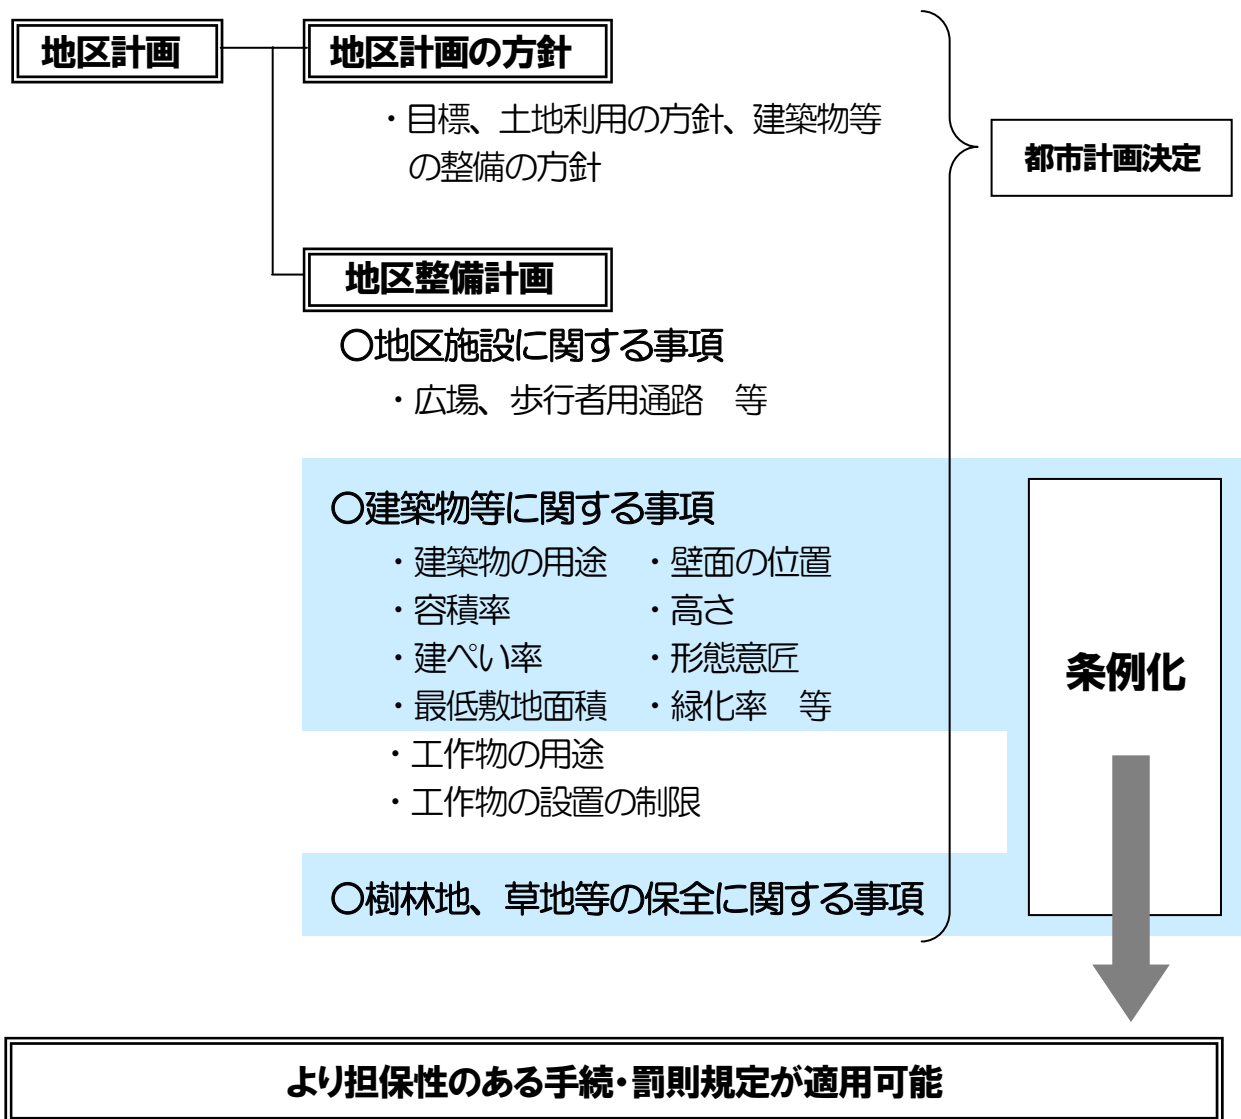 地区計画
地区計画の方針
・目標、土地利用の方針、建築物等
の整備の方針
都市計画決定
地区整備計画
〇地区施設に関する事項
・広場、歩行者用通路　等
〇建築物等に関する事項
・建築物の用途　・壁面の位置
・容積率　・高さ
・建ぺい率　・形態意匠
・最低敷地面積　・緑化率　等
・工作物の用途
・工作物の設置の制限
〇樹林地、草地等の保全に関する事項
条例化
より担保性のある手続・罰則規定が適用可能